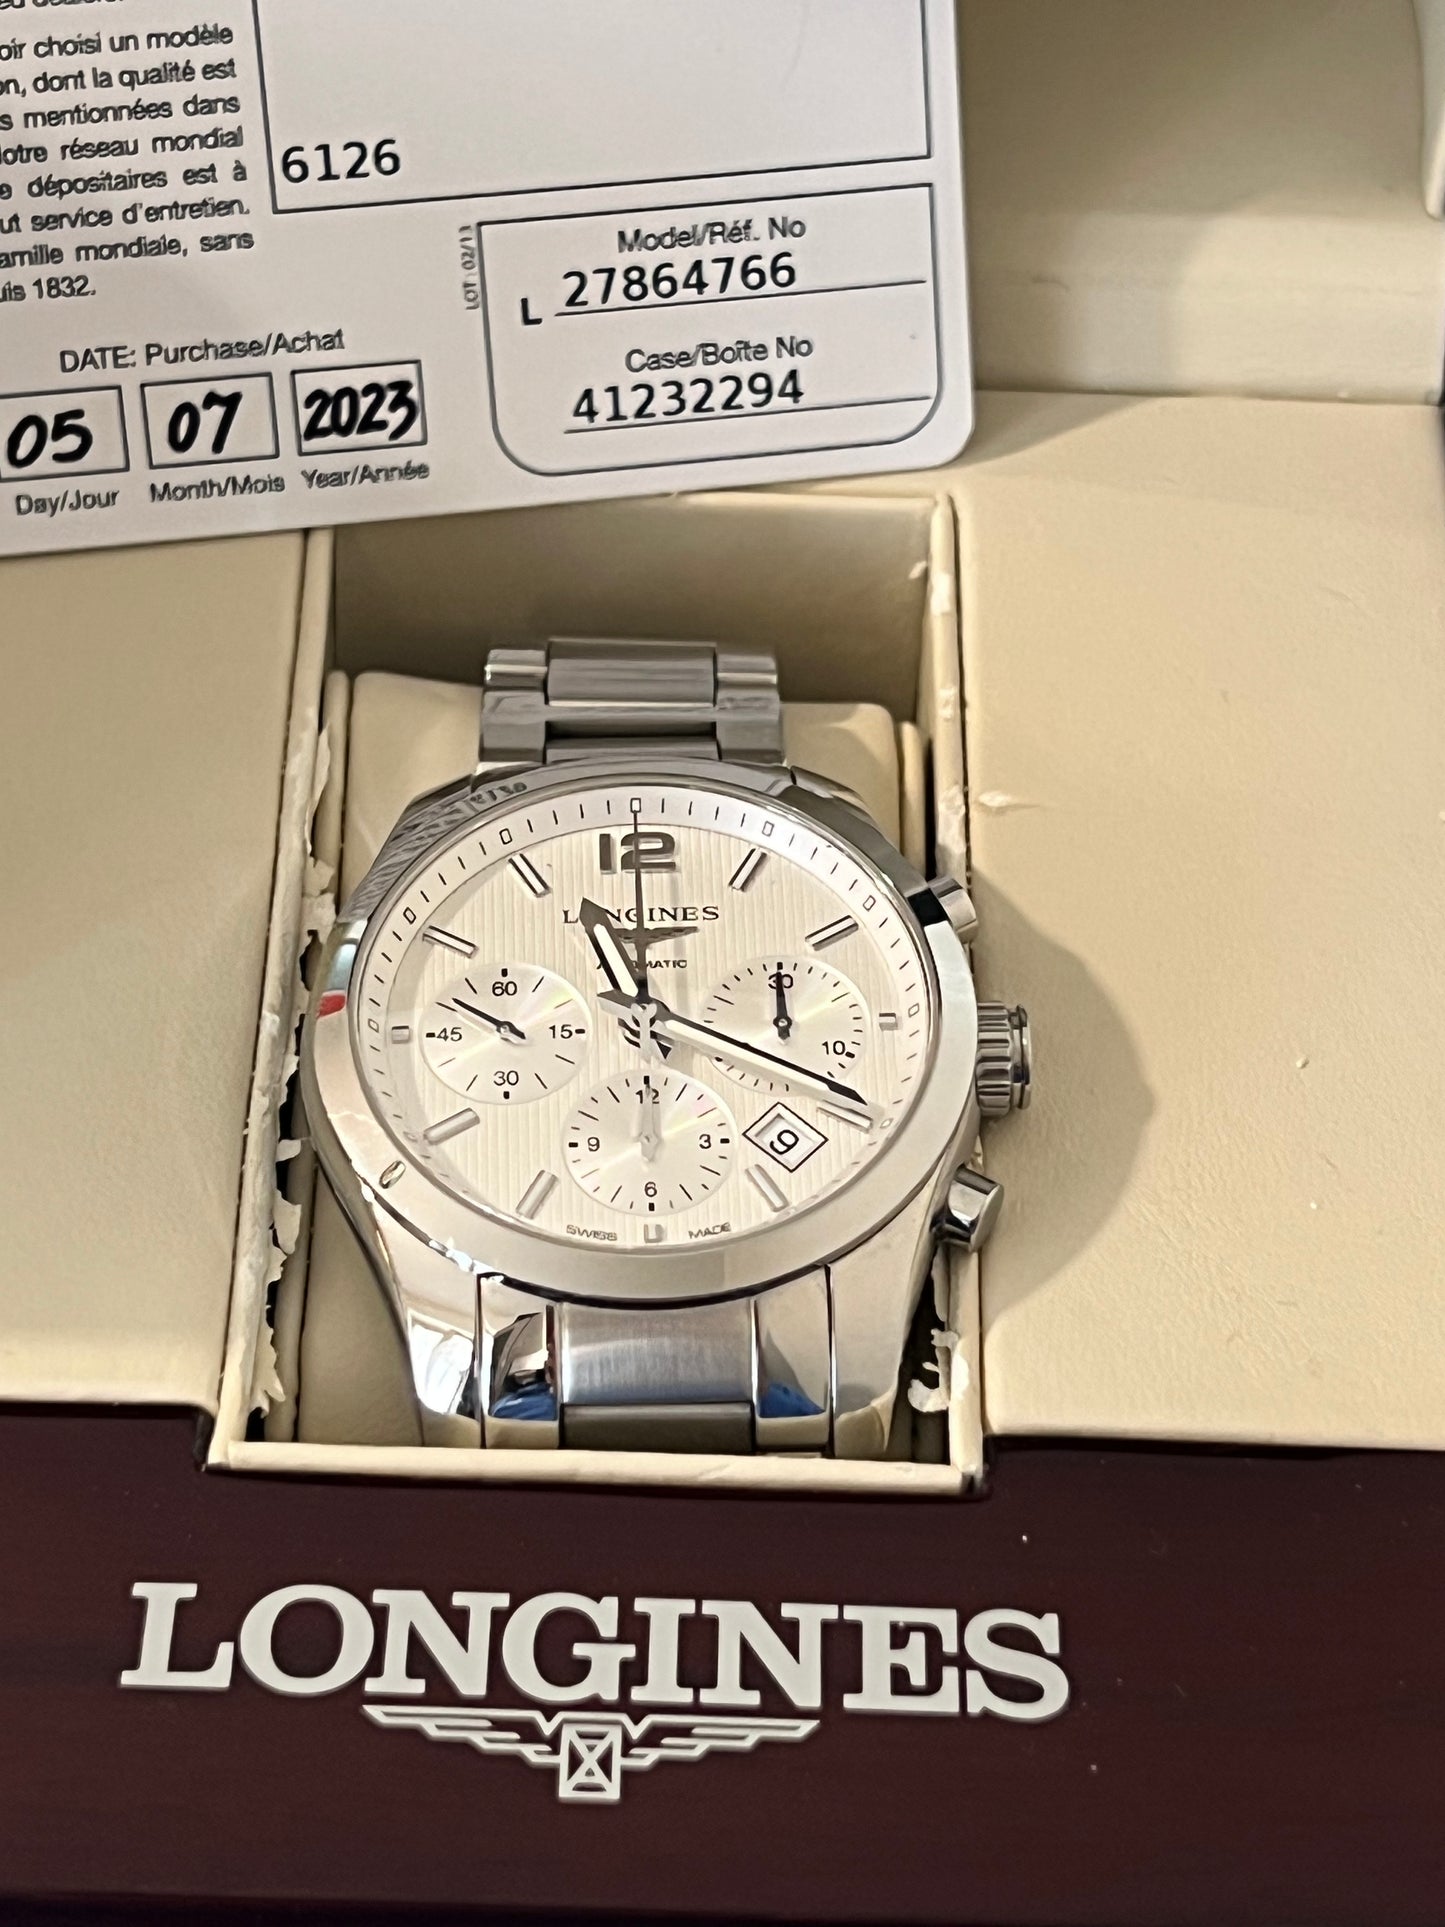 oir choisi un modèle
on, dont la qualité est
s mentionnées dans
Notre réseau mondial
e dépositaires est à
ut service d'entretien.
amille mondiale, sans
uis 1832.
6126
LOT : 02/11
Model/Réf. No
L 27864766
Case/Boîte No
41232294
DATE: Purchase/Achat
05 07 2023
Day/Jour Month/Mois Year/Année
12
LONGINES
AUTOMATIC
60
45 15
30
30
10
12
9 3
6
9
SWISS MADE
LONGINES